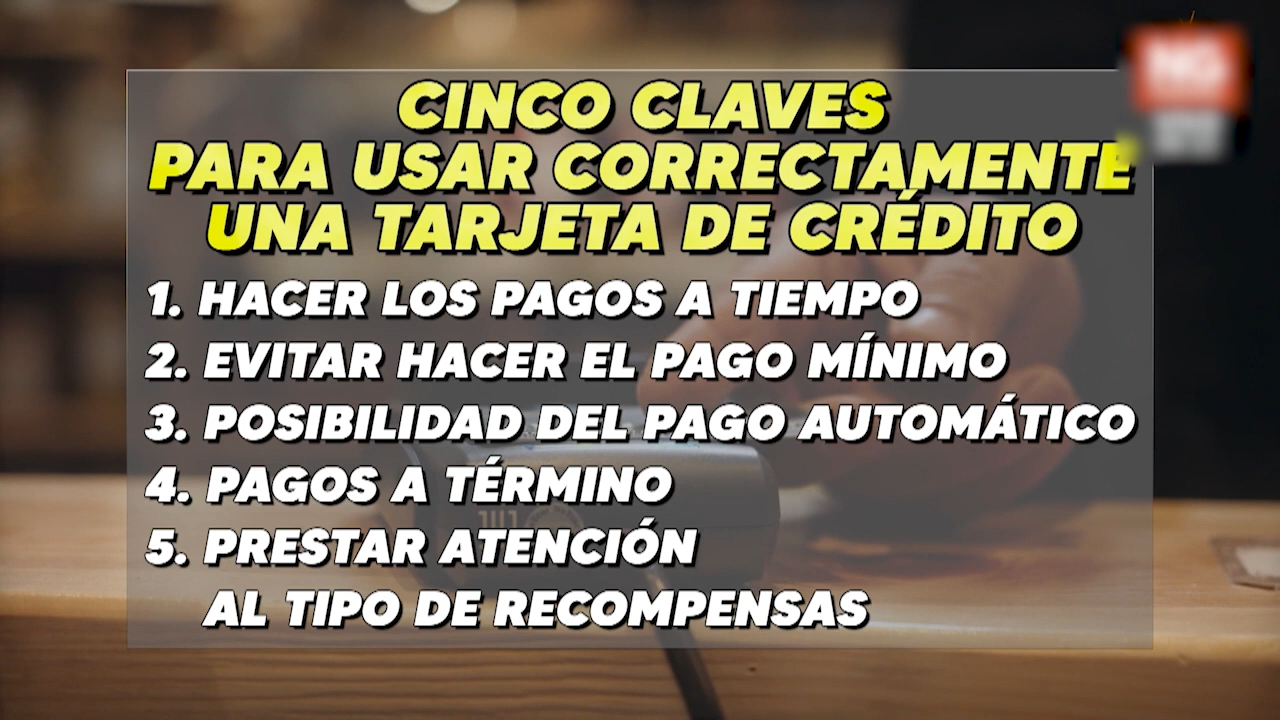 CINCO CLAVES
PARA USAR CORRECTAMENTE
UNA TARJETA DE CRÉDITO
1. HACER LOS PAGOS A TIEMPO
2. EVITAR HACER EL PAGO MÍNIMO
3. POSIBILIDAD DEL PAGO AUTOMÁTICO
4. PAGOS A TÉRMINO
5. PRESTAR ATENCIÓN
AL TIPO DE RECOMPENSAS